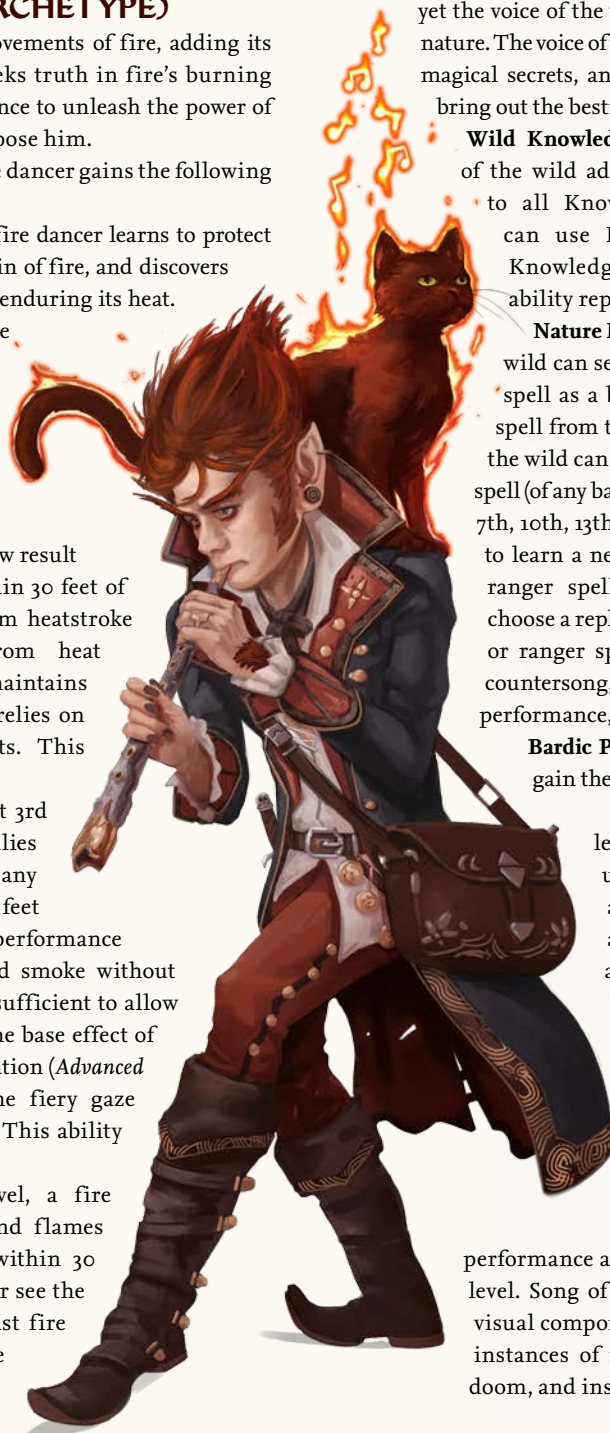 RCHETYPE)
ovements of fire, adding its
eks truth in fire's burning
nce to unleash the power of
pose him.
e dancer gains the following
fire dancer learns to protect
in of fire, and discovers
enduring its heat.
e
w result
in 30 feet of
m heatstroke
rom heat
maintains
relies on
ts. This
t 3rd
lies
any
feet
performance
d smoke without
sufficient to allow
he base effect of
tion (Advanced
he fiery gaze
This ability
vel, a fire
nd flames
within 30
r see the
st fire
e
yet the voice of the
nature. The voice of
magical secrets, an
bring out the besti
Wild Knowled
of the wild ad
to all Know
can use
Knowledg
ability rep
Nature
wild can se
spell as a b
spell from t
the wild can
spell (of any ba
7th, 10th, 13th
to learn a ne
ranger spel
choose a repl
or ranger sp
countersong,
performance,
Bardic P
gain the
le
u
a
a
a
performance a
level. Song of
visual compo
instances of
doom, and ins